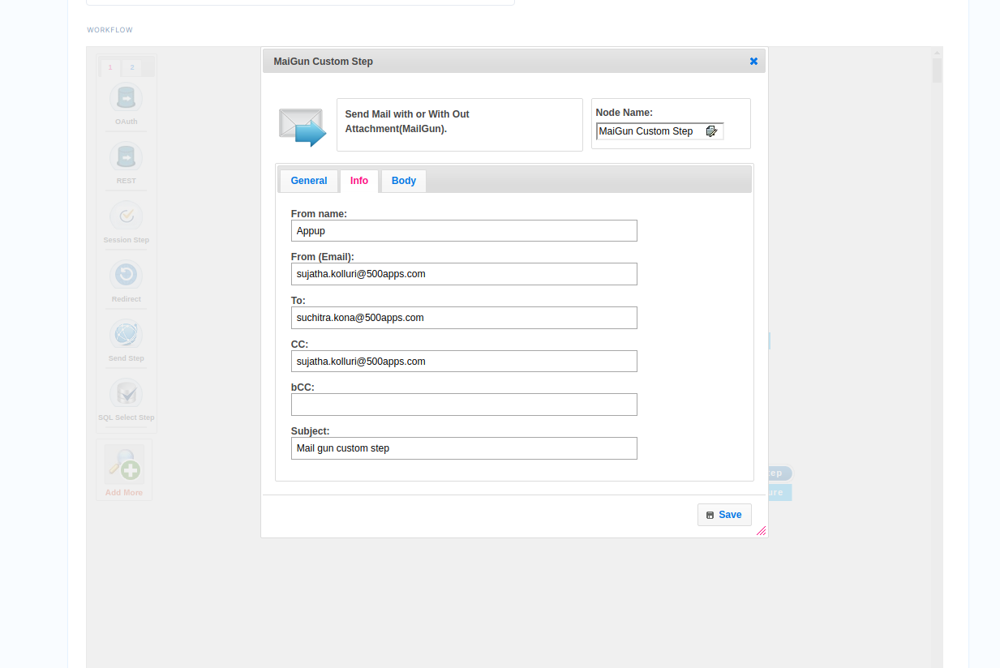 WORKFLOW
MaiGun Custom Step
1 2
OAuth
REST
Session Step
Redirect
Send Step
SQL Select Step
Add More
Send Mail with or With Out
Attachment(MailGun).
Node Name:
MaiGun Custom Step
General Info Body
From name:
Appup
From (Email):
sujatha.kolluri@500apps.com
To:
suchitra.kona@500apps.com
CC:
sujatha.kolluri@500apps.com
bCC:
Subject:
Mail gun custom step
ep
ure
Save